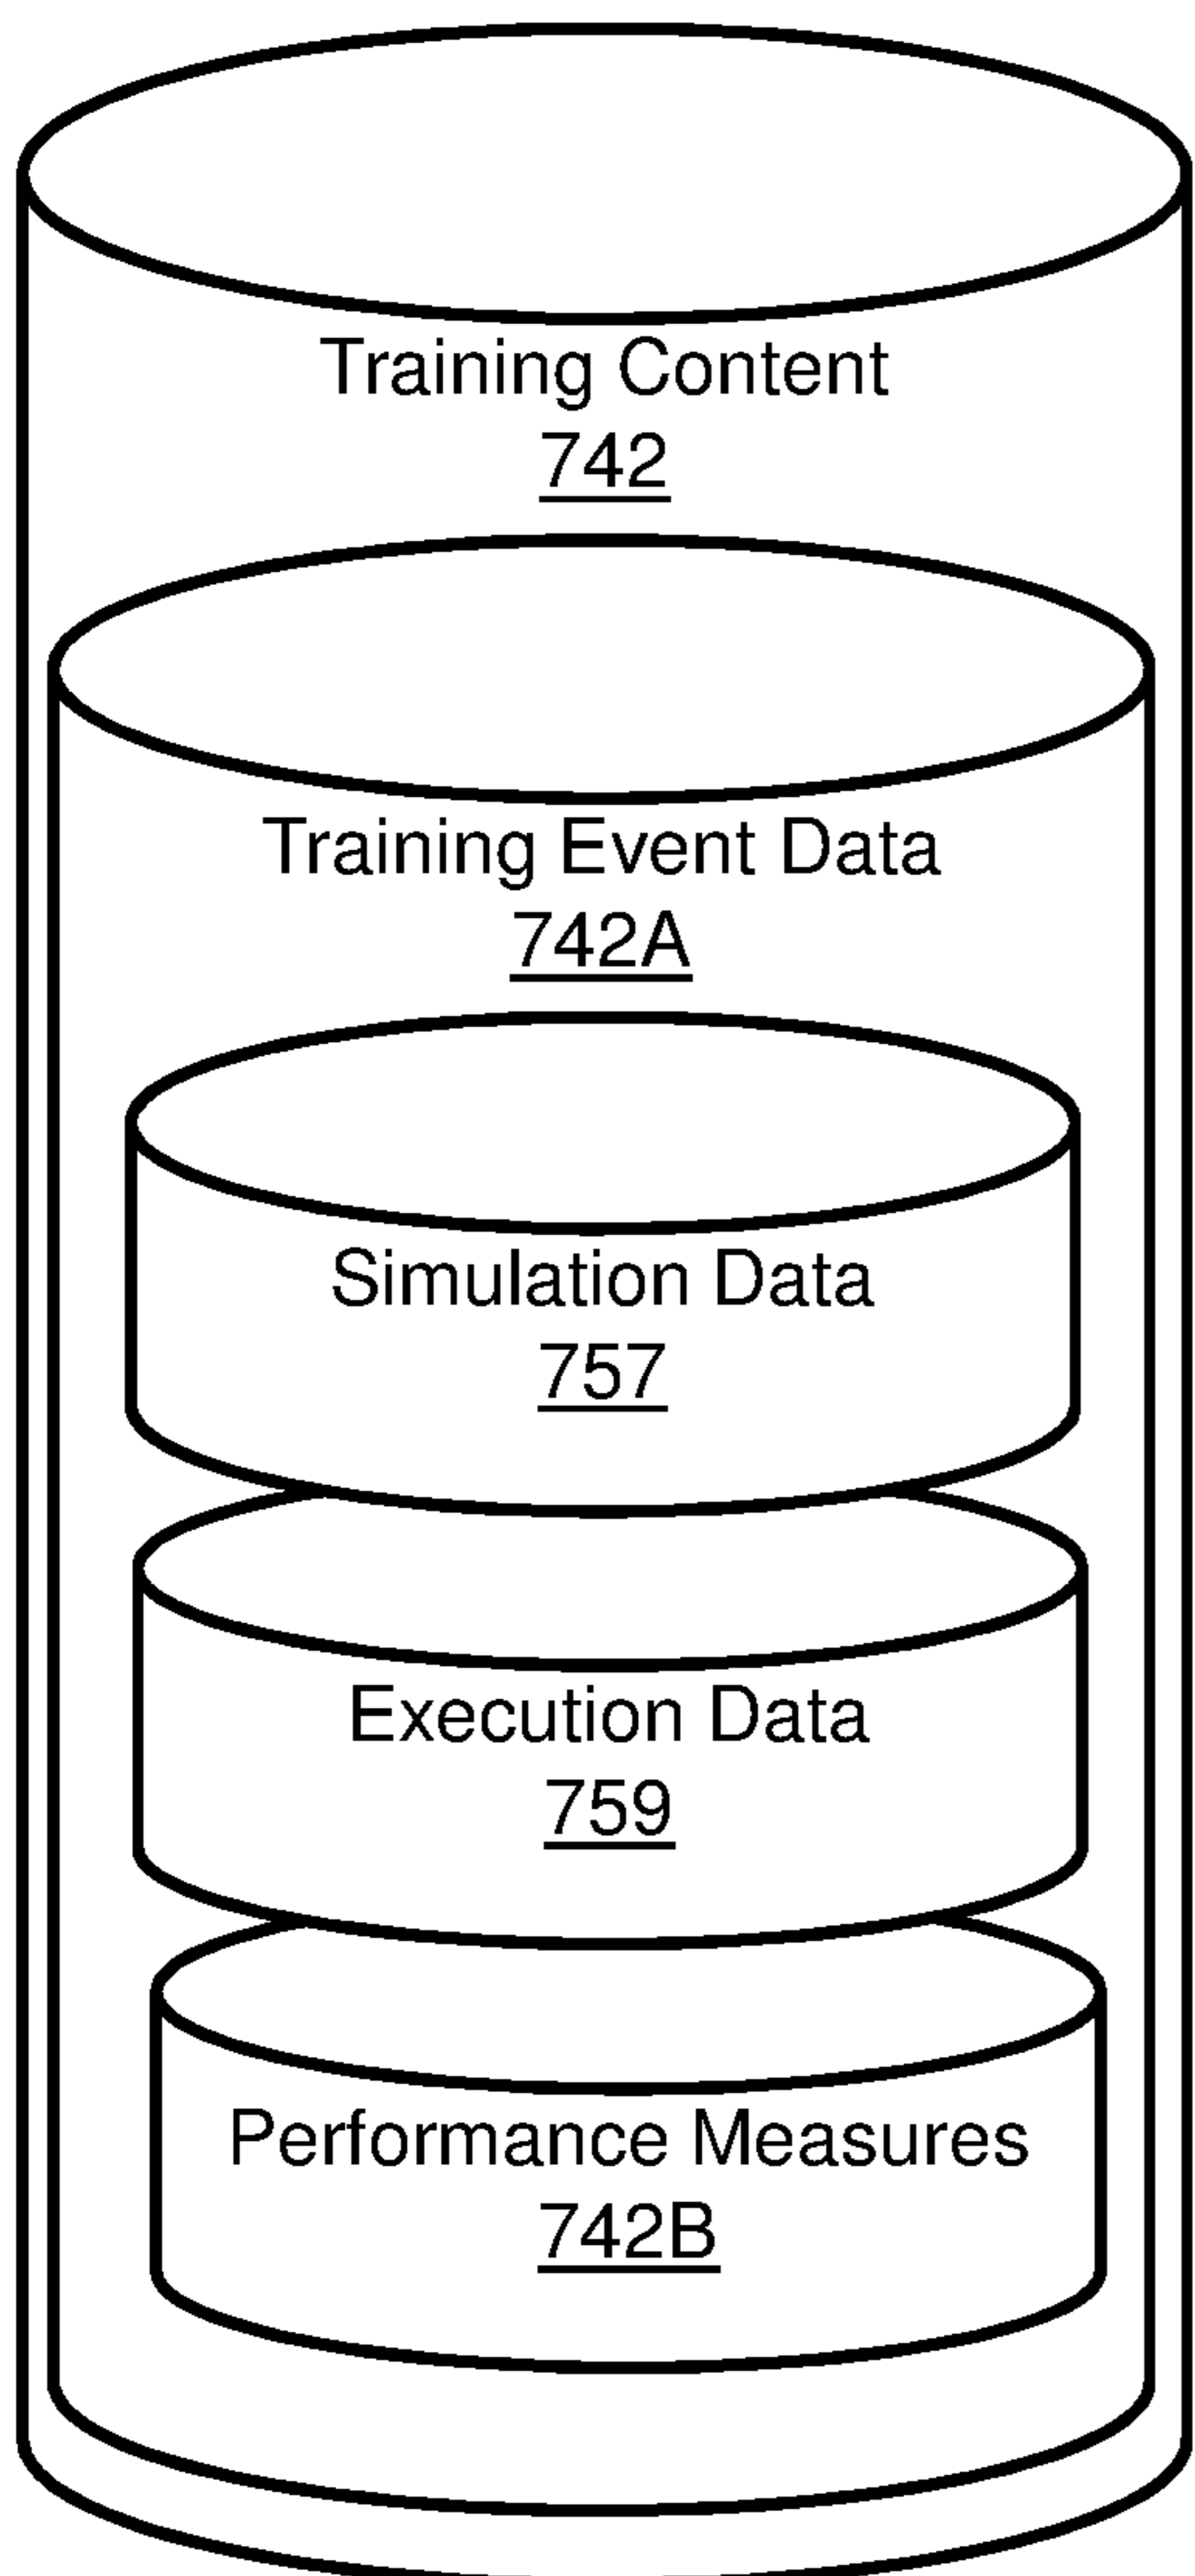 Training Content
742
Training Event Data
742A
Simulation Data
757
Execution Data
759
Performance Measures
742B